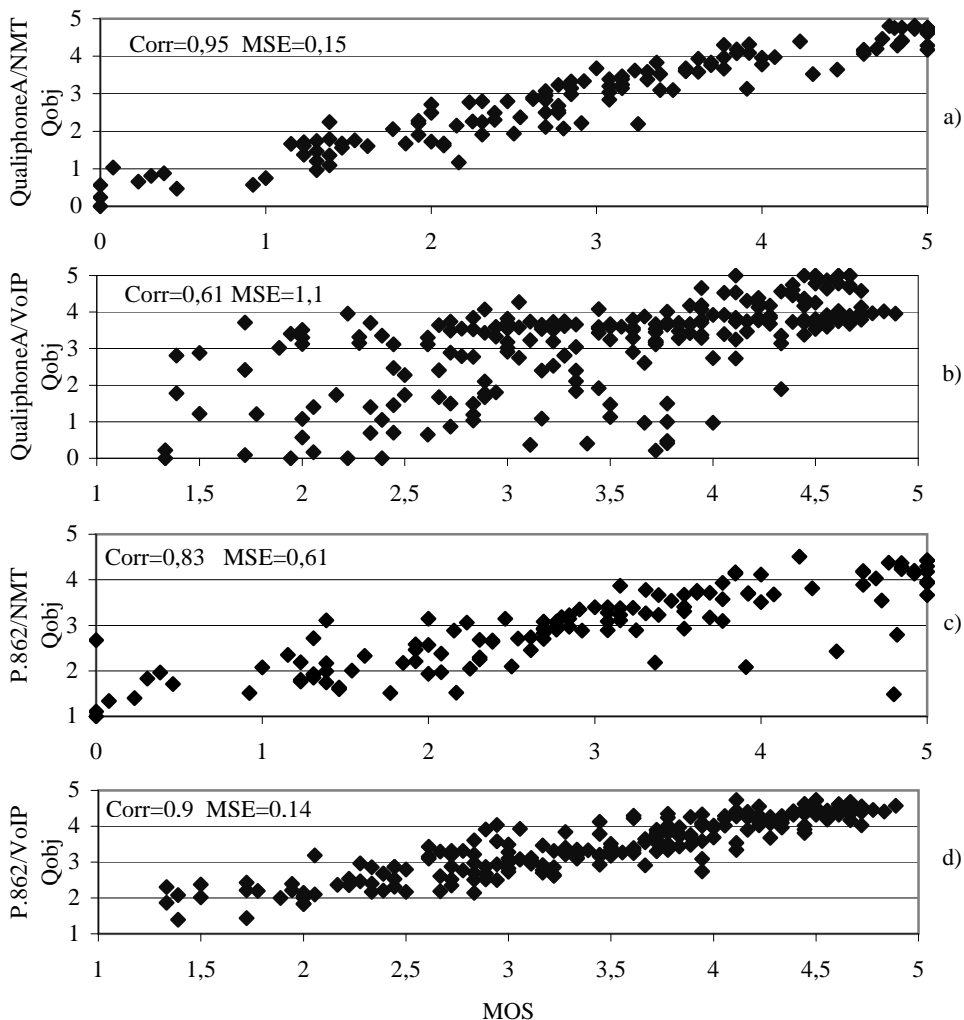 QualiphoneA/NMT
Qobj
5
4
3
2
1
0
Corr=0,95 MSE=0,15
0 1 2 3 4 5
a)
QualiphoneA/VoIP
Qobj
5
4
3
2
1
0
Corr=0,61 MSE=1,1
1 1,5 2 2,5 3 3,5 4 4,5 5
b)
P.862/NMT
Qobj
5
4
3
2
1
Corr=0,83 MSE=0,61
0 1 2 3 4 5
c)
P.862/VoIP
Qobj
5
4
3
2
1
Corr=0.9 MSE=0.14
1 1,5 2 2,5 3 3,5 4 4,5 5
d)
MOS